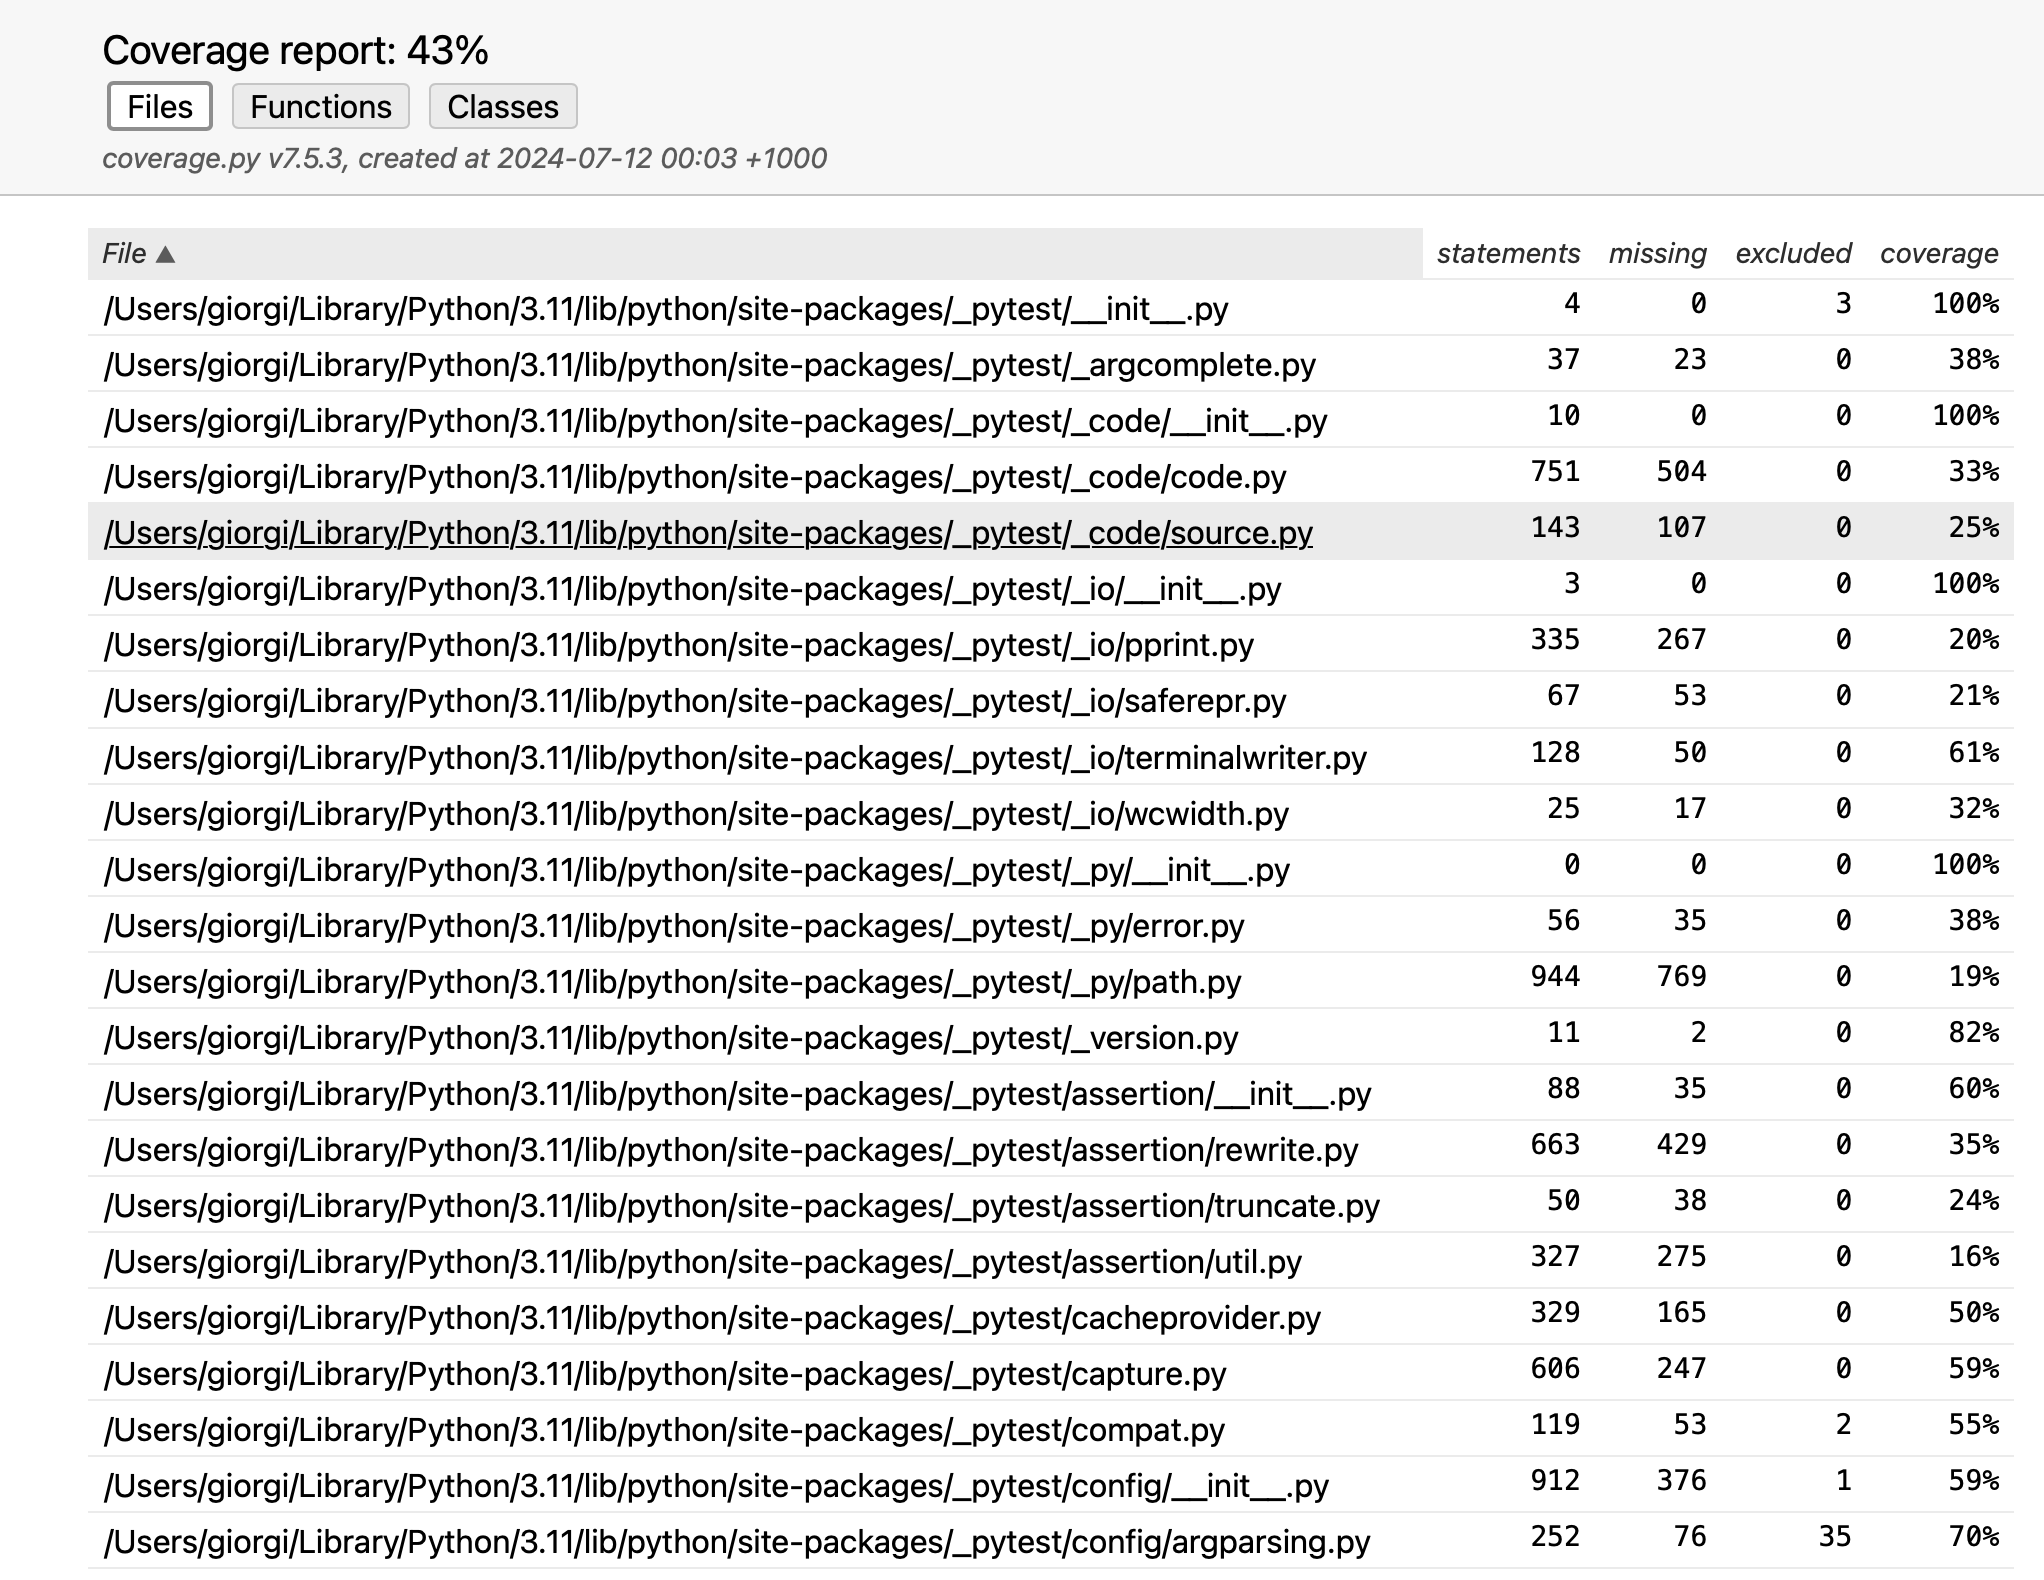 Coverage report: 43%
Files Functions Classes
coverage.py v7.5.3, created at 2024-07-12 00:03 +1000
File ▲ statements missing excluded coverage
/Users/giorgi/Library/Python/3.11/lib/python/site-packages/_pytest/__init__.py 4 0 3 100%
/Users/giorgi/Library/Python/3.11/lib/python/site-packages/_pytest/_argcomplete.py 37 23 0 38%
/Users/giorgi/Library/Python/3.11/lib/python/site-packages/_pytest/_code/__init__.py 10 0 0 100%
/Users/giorgi/Library/Python/3.11/lib/python/site-packages/_pytest/_code/code.py 751 504 0 33%
/Users/giorgi/Library/Python/3.11/lib/python/site-packages/_pytest/_code/source.py 143 107 0 25%
/Users/giorgi/Library/Python/3.11/lib/python/site-packages/_pytest/_io/__init__.py 3 0 0 100%
/Users/giorgi/Library/Python/3.11/lib/python/site-packages/_pytest/_io/pprint.py 335 267 0 20%
/Users/giorgi/Library/Python/3.11/lib/python/site-packages/_pytest/_io/saferepr.py 67 53 0 21%
/Users/giorgi/Library/Python/3.11/lib/python/site-packages/_pytest/_io/terminalwriter.py 128 50 0 61%
/Users/giorgi/Library/Python/3.11/lib/python/site-packages/_pytest/_io/wcwidth.py 25 17 0 32%
/Users/giorgi/Library/Python/3.11/lib/python/site-packages/_pytest/_py/__init__.py 0 0 0 100%
/Users/giorgi/Library/Python/3.11/lib/python/site-packages/_pytest/_py/error.py 56 35 0 38%
/Users/giorgi/Library/Python/3.11/lib/python/site-packages/_pytest/_py/path.py 944 769 0 19%
/Users/giorgi/Library/Python/3.11/lib/python/site-packages/_pytest/_version.py 11 2 0 82%
/Users/giorgi/Library/Python/3.11/lib/python/site-packages/_pytest/assertion/__init__.py 88 35 0 60%
/Users/giorgi/Library/Python/3.11/lib/python/site-packages/_pytest/assertion/rewrite.py 663 429 0 35%
/Users/giorgi/Library/Python/3.11/lib/python/site-packages/_pytest/assertion/truncate.py 50 38 0 24%
/Users/giorgi/Library/Python/3.11/lib/python/site-packages/_pytest/assertion/util.py 327 275 0 16%
/Users/giorgi/Library/Python/3.11/lib/python/site-packages/_pytest/cacheprovider.py 329 165 0 50%
/Users/giorgi/Library/Python/3.11/lib/python/site-packages/_pytest/capture.py 606 247 0 59%
/Users/giorgi/Library/Python/3.11/lib/python/site-packages/_pytest/compat.py 119 53 2 55%
/Users/giorgi/Library/Python/3.11/lib/python/site-packages/_pytest/config/__init__.py 912 376 1 59%
/Users/giorgi/Library/Python/3.11/lib/python/site-packages/_pytest/config/argparsing.py 252 76 35 70%